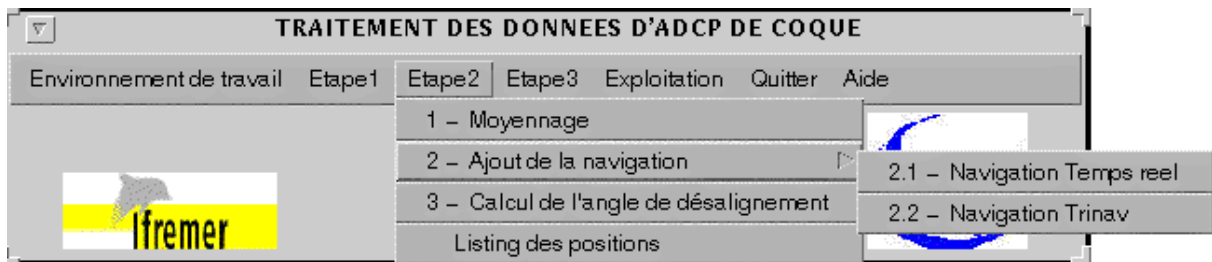 TRAITEMENT DES DONNEES D'ADCP DE COQUE
Environnement de travail Etape1 Etape2 Etape3 Exploitation Quitter Aide
1 – Moyennage
2 – Ajout de la navigation
2.1 – Navigation Temps reel
3 – Calcul de l'angle de désalignement
2.2 – Navigation Trinav
Ifremer
Listing des positions